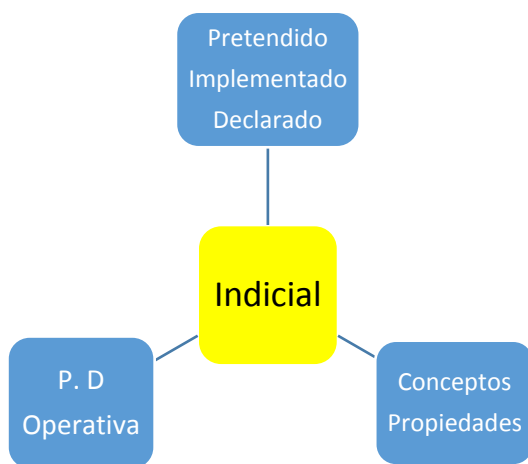 Pretendido
Implementado
Declarado
Indicial
P. D
Operativa
Conceptos
Propiedades